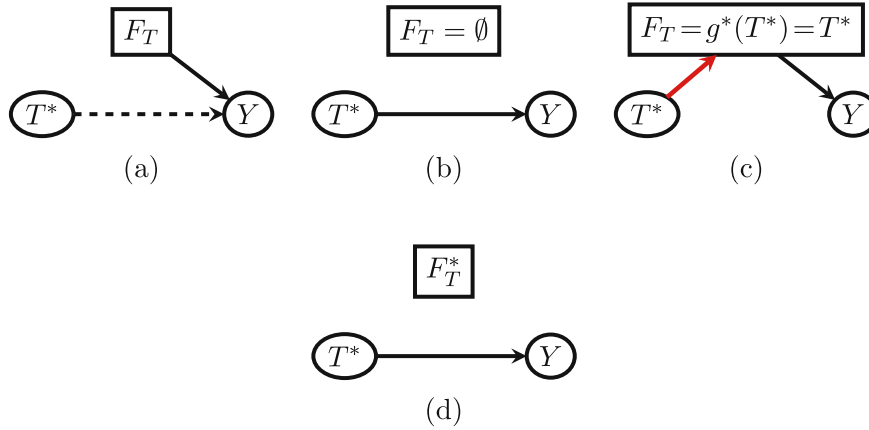 F_T F_T = ∅ F_T = g*(T*) = T*
T* Y T* Y T* Y
(a) (b) (c)
F*_T
T* Y
(d)